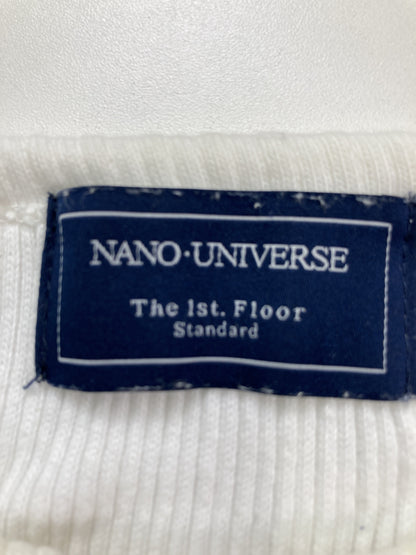 NANO·UNIVERSE
The 1st. Floor
Standard